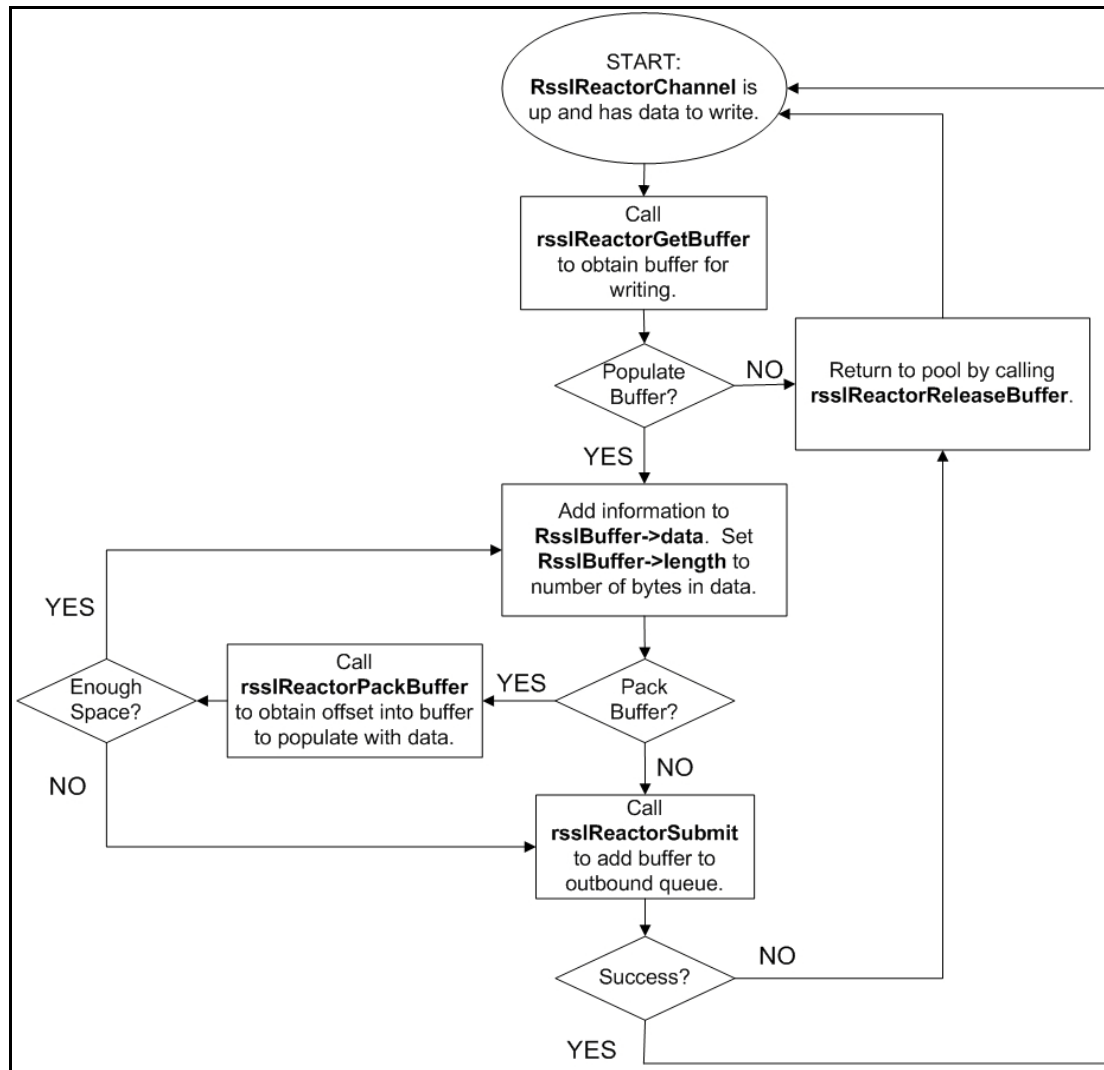 START:
RsslReactorChannel is
up and has data to write.
Call
rsslReactorGetBuffer
to obtain buffer for
writing.
Populate
Buffer?
NO
Return to pool by calling
rsslReactorReleaseBuffer.
YES
Add information to
RsslBuffer->data. Set
RsslBuffer->length to
number of bytes in data.
YES
Enough
Space?
Call
rsslReactorPackBuffer
to obtain offset into buffer
to populate with data.
YES
Pack
Buffer?
NO
NO
Call
rsslReactorSubmit
to add buffer to
outbound queue.
Success?
NO
YES